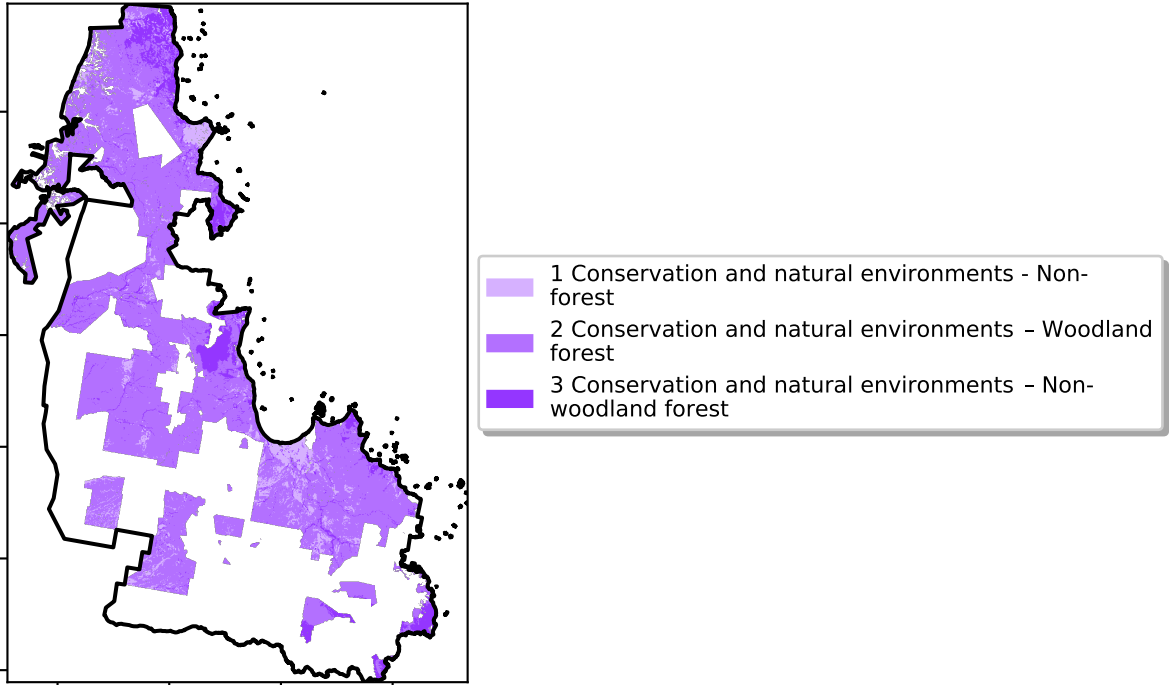 1 Conservation and natural environments - Non-
forest
2 Conservation and natural environments – Woodland
forest
3 Conservation and natural environments – Non-
woodland forest